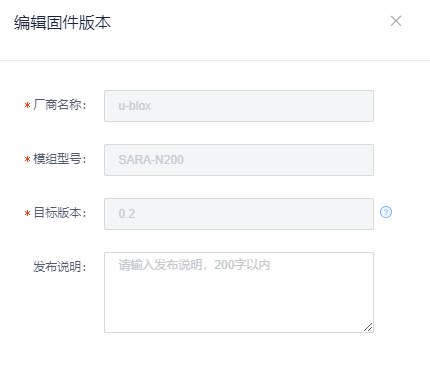 编辑固件版本
* 厂商名称： u-blox
* 模组型号： SARA-N200
* 目标版本： 0.2 ?
发布说明： 请输入发布说明，200字以内